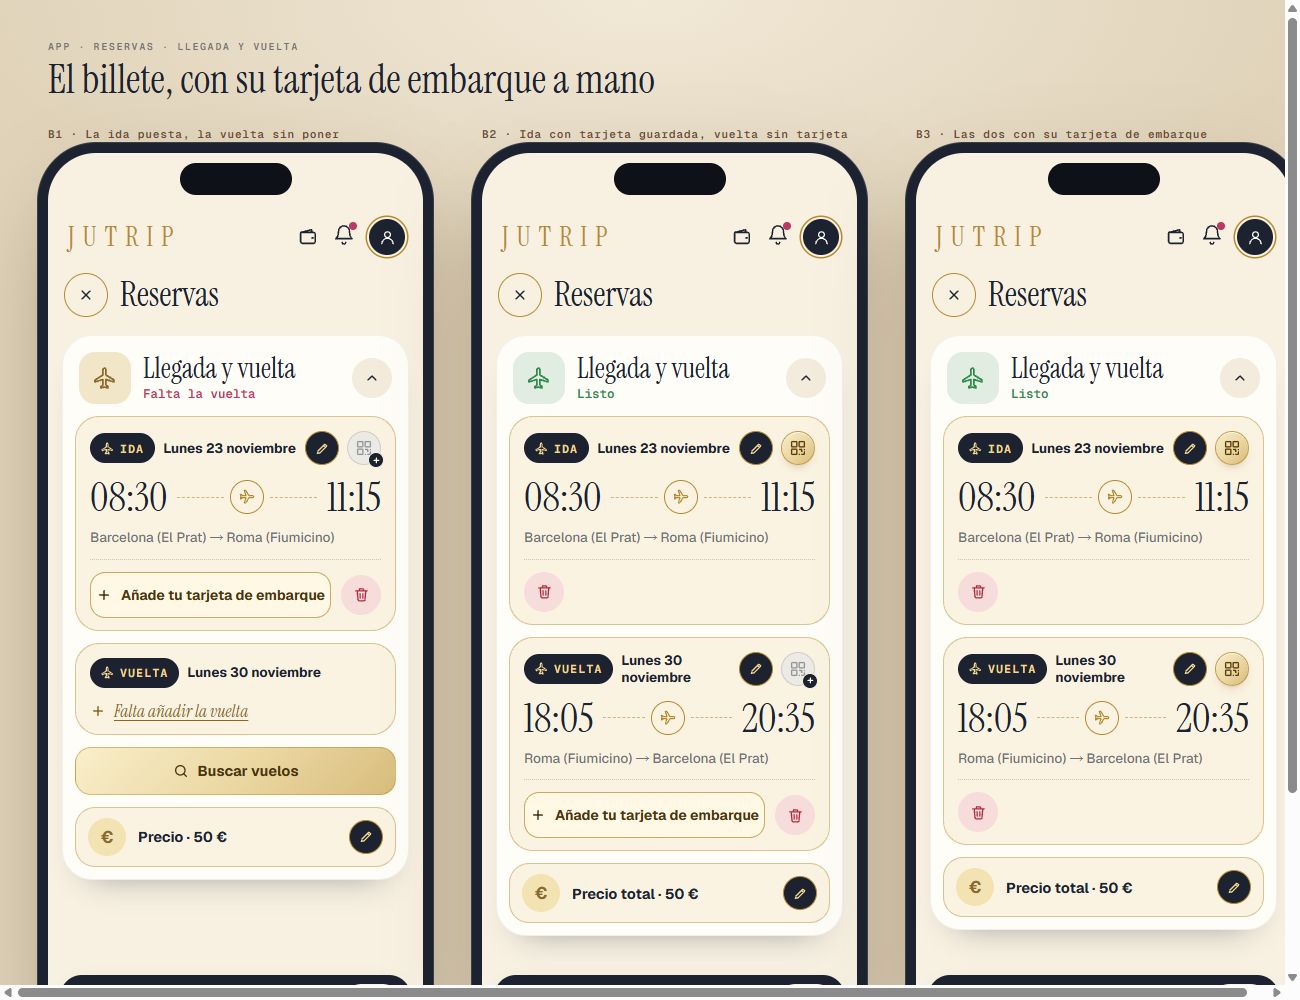 APP · RESERVAS · LLEGADA Y VUELTA
El billete, con su tarjeta de embarque a mano
B1 · La ida puesta, la vuelta sin poner
JUTRIP
Reservas
Llegada y vuelta
Falta la vuelta
IDA Lunes 23 noviembre
08:30 11:15
Barcelona (El Prat) → Roma (Fiumicino)
+ Añade tu tarjeta de embarque
VUELTA Lunes 30 noviembre
+ Falta añadir la vuelta
Buscar vuelos
€ Precio · 50 €
B2 · Ida con tarjeta guardada, vuelta sin tarjeta
JUTRIP
Reservas
Llegada y vuelta
Listo
IDA Lunes 23 noviembre
08:30 11:15
Barcelona (El Prat) → Roma (Fiumicino)
VUELTA Lunes 30
noviembre
18:05 20:35
Roma (Fiumicino) → Barcelona (El Prat)
+ Añade tu tarjeta de embarque
€ Precio total · 50 €
B3 · Las dos con su tarjeta de embarque
JUTRIP
Reservas
Llegada y vuelta
Listo
IDA Lunes 23 noviembre
08:30 11:15
Barcelona (El Prat) → Roma (Fiumicino)
VUELTA Lunes 30
noviembre
18:05 20:35
Roma (Fiumicino) → Barcelona (El Prat)
€ Precio total · 50 €